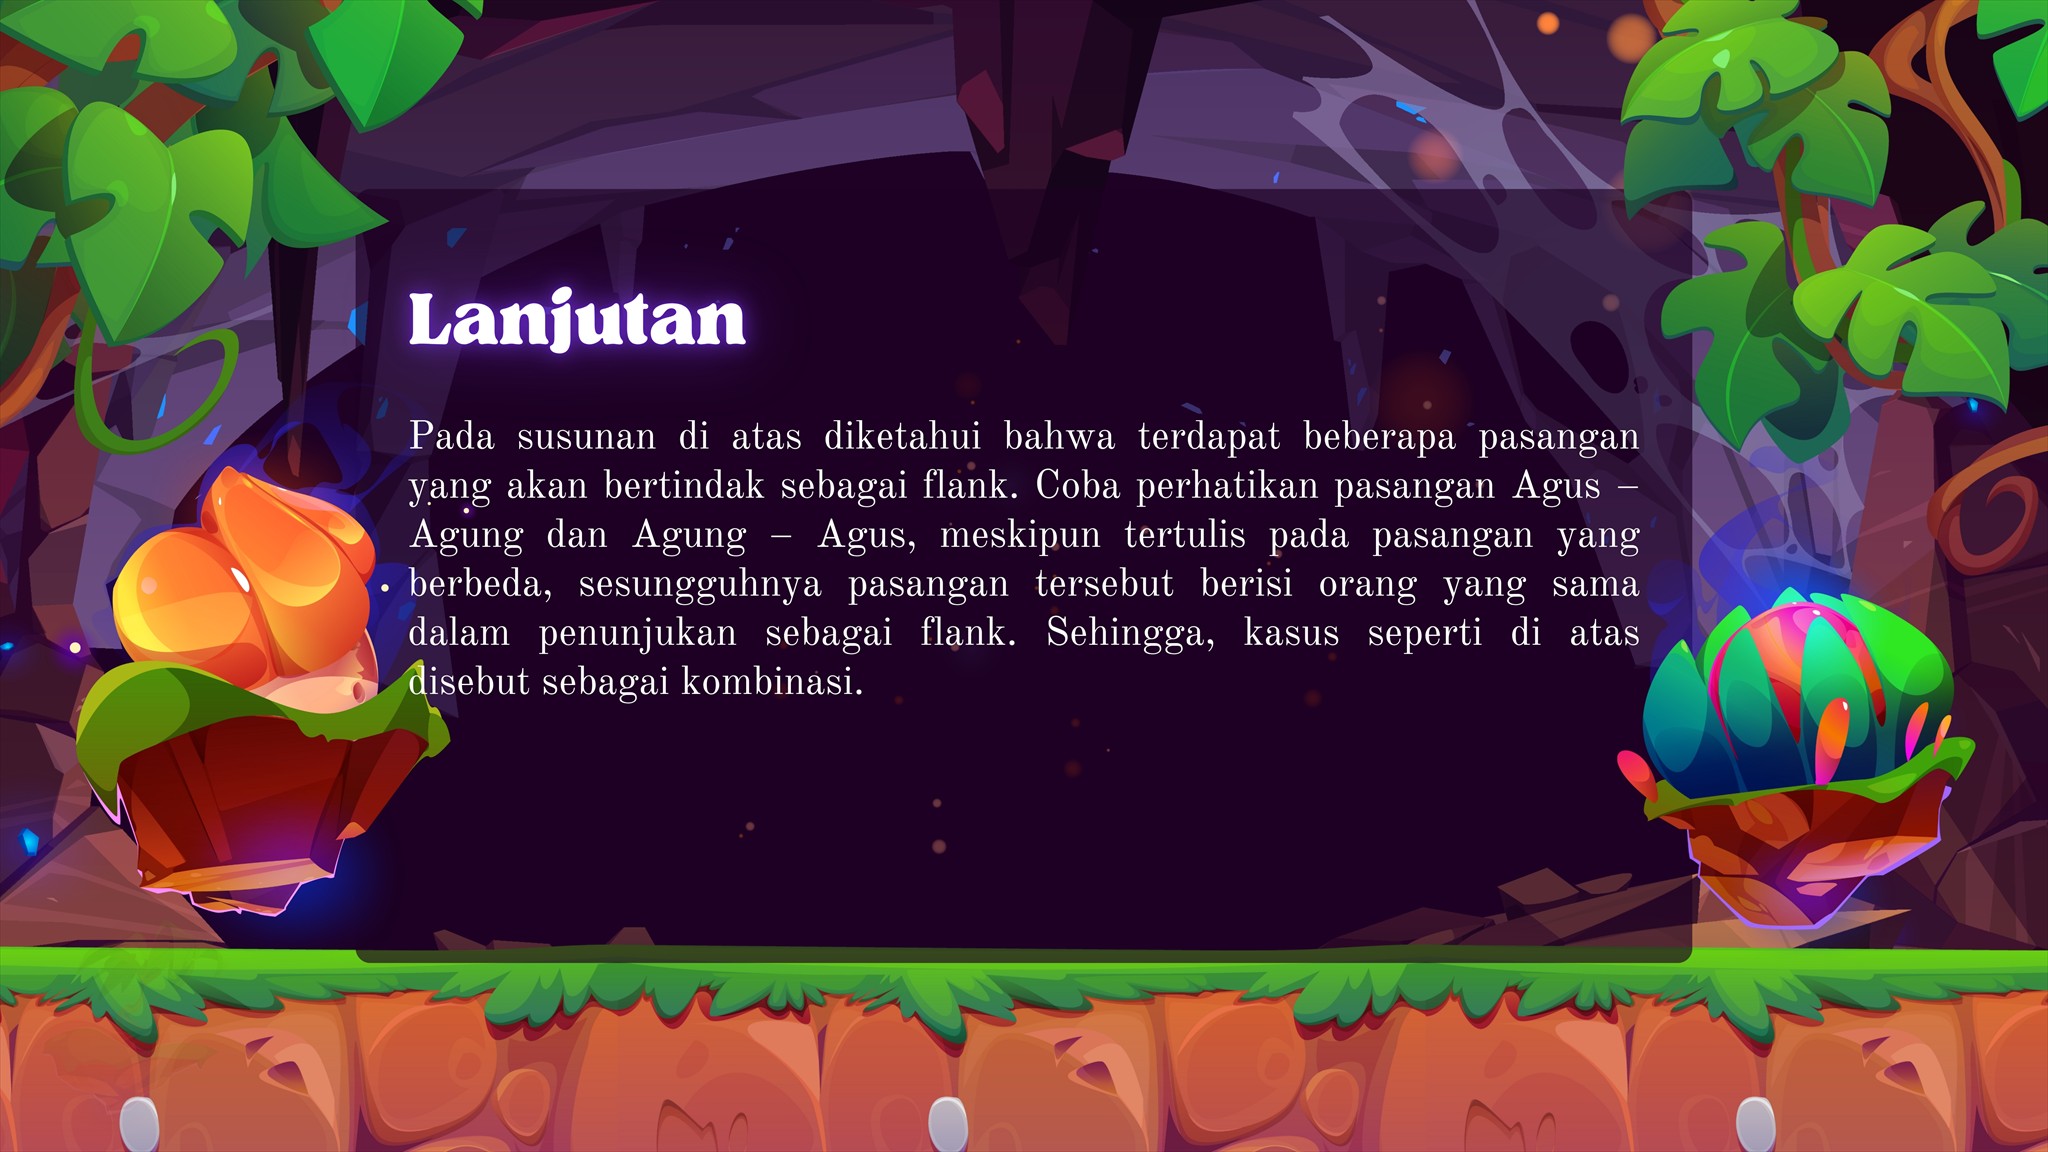 Lanjutan
Pada susunan di atas diketahui bahwa terdapat beberapa pasangan
yang akan bertindak sebagai flank. Coba perhatikan pasangan Agus –
Agung dan Agung – Agus, meskipun tertulis pada pasangan yang
berbeda, sesungguhnya pasangan tersebut berisi orang yang sama
dalam penunjukan sebagai flank. Sehingga, kasus seperti di atas
disebut sebagai kombinasi.